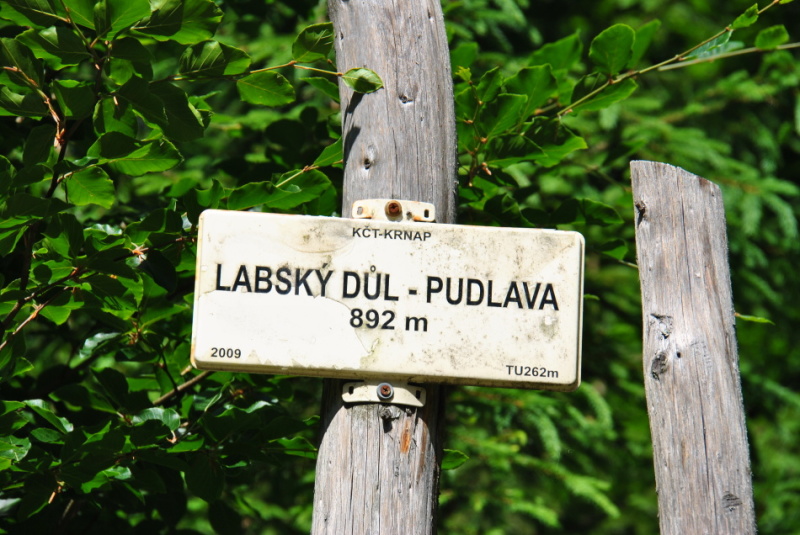 KČT-KRNAP
LABSKÝ DŮL - PUDLAVA
892 m
2009
TU262m